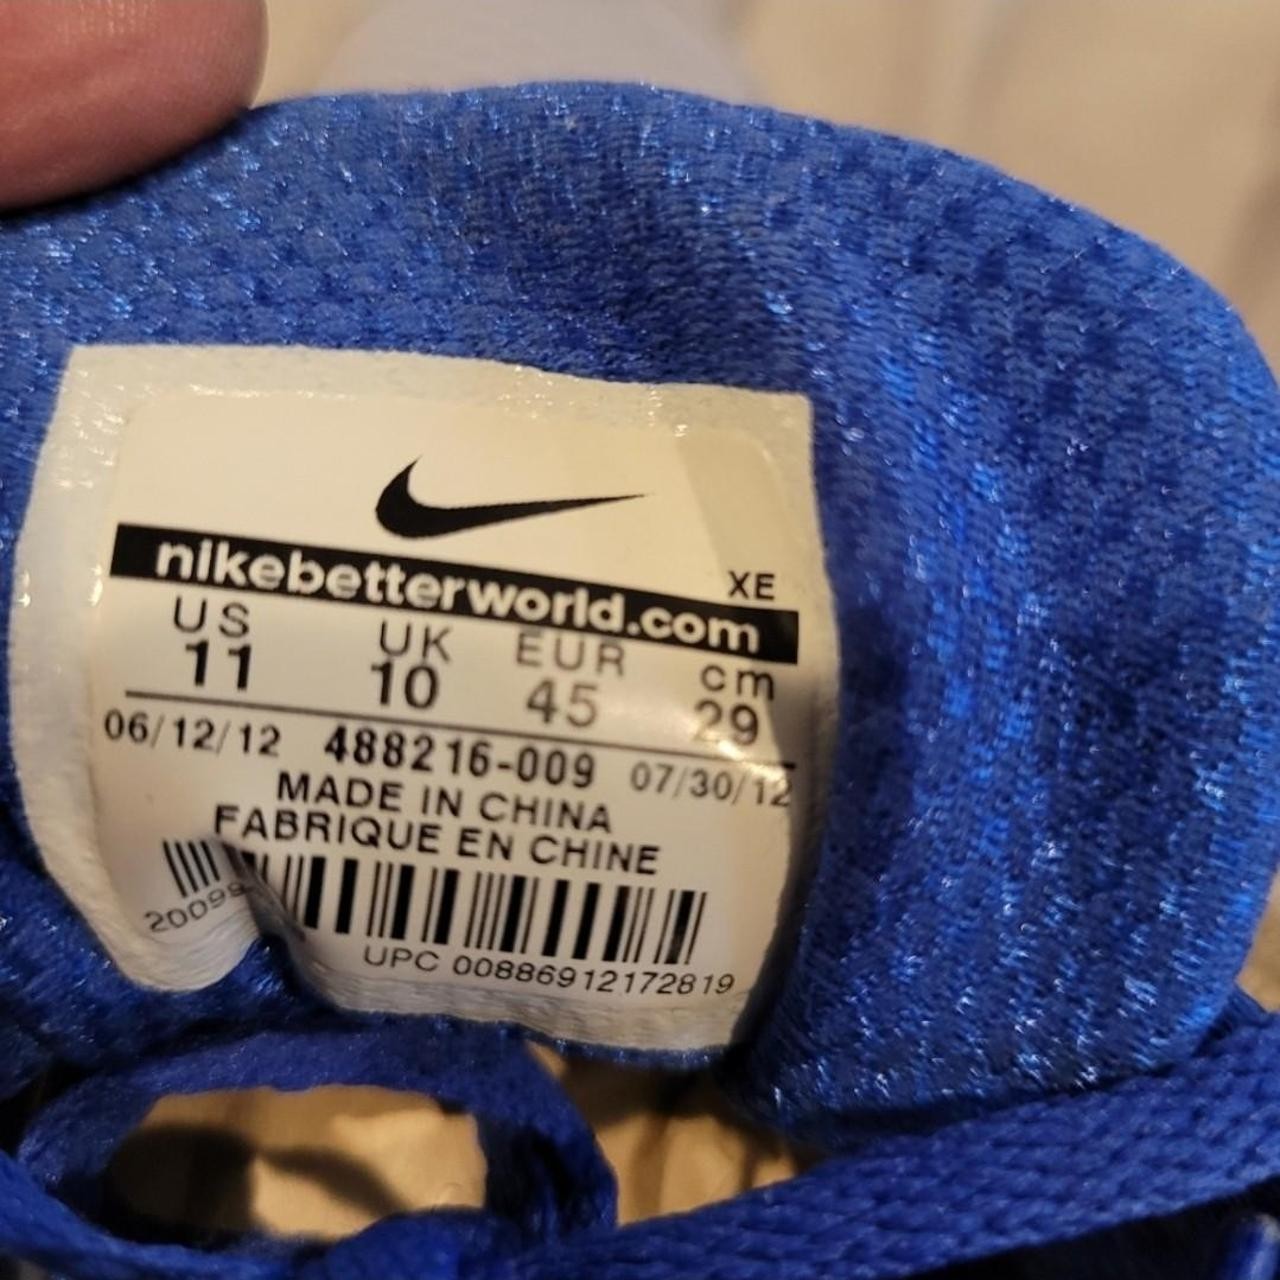 XE
nikebetterworld.com
US UK EUR cm
11 10 45 29
06/12/12 488216-009 07/30/12
MADE IN CHINA
FABRIQUE EN CHINE
UPC 00886912172819